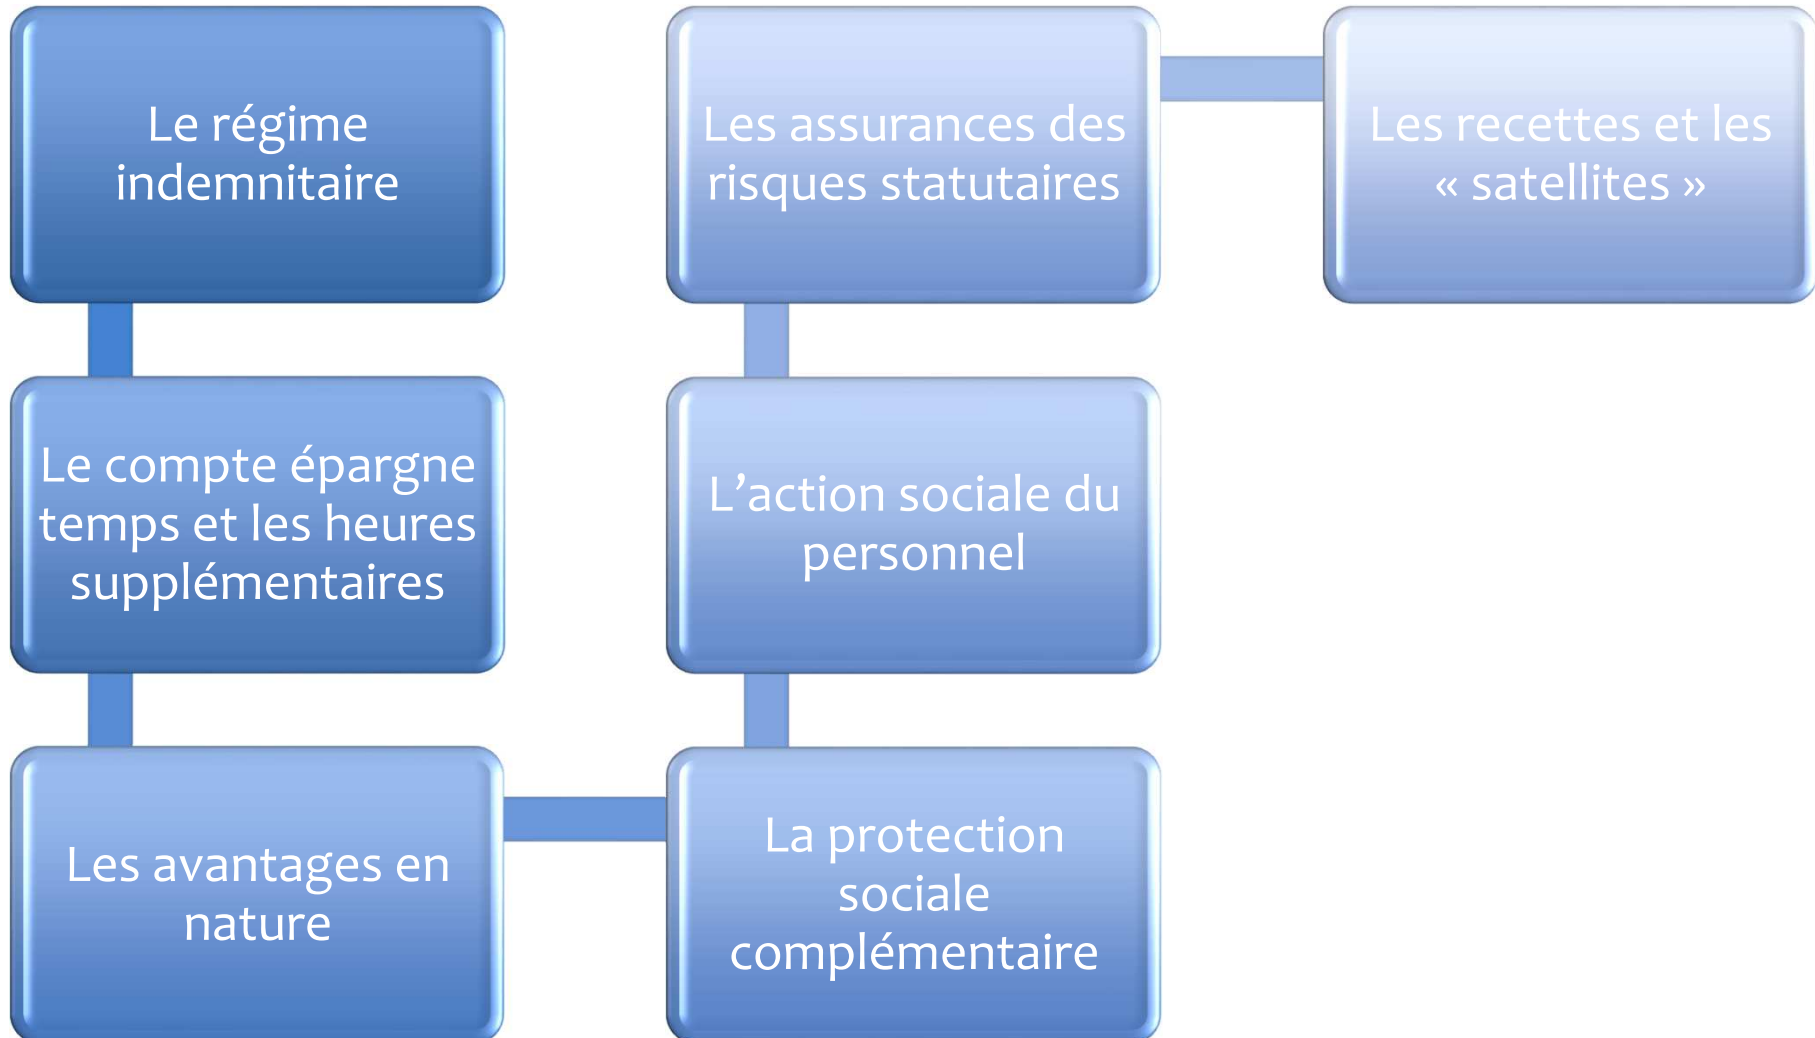 Le régime
indemnitaire
Le compte épargne
temps et les heures
supplémentaires
Les avantages en
nature
La protection
sociale
complémentaire
L’action sociale du
personnel
Les assurances des
risques statutaires
Les recettes et les
« satellites »